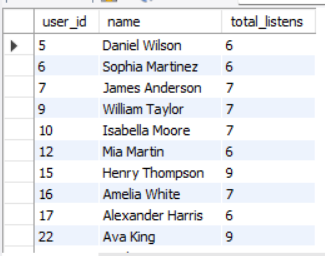 user_id name total_listens
5 Daniel Wilson 6
6 Sophia Martinez 6
7 James Anderson 7
9 William Taylor 7
10 Isabella Moore 7
12 Mia Martin 6
15 Henry Thompson 9
16 Amelia White 7
17 Alexander Harris 6
22 Ava King 9